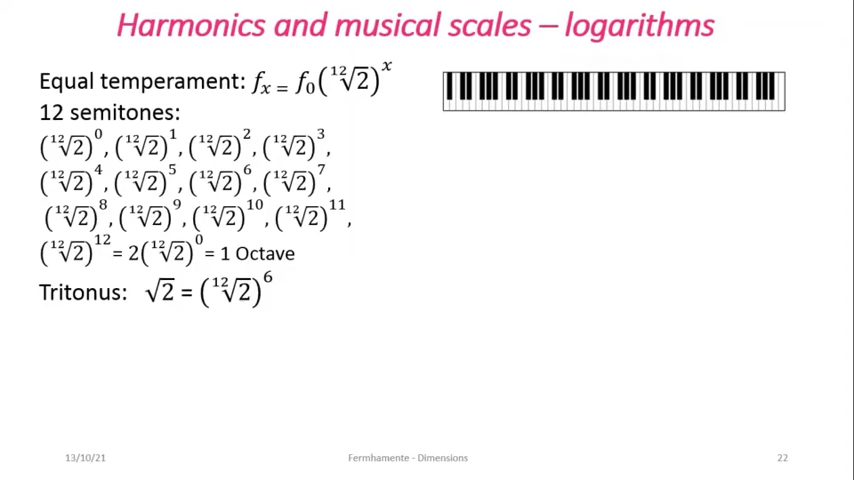 Harmonics and musical scales – logarithms
Equal temperament: fₓ = f₀(¹²√2)ˣ
12 semitones:
(¹²√2)⁰, (¹²√2)¹, (¹²√2)², (¹²√2)³,
(¹²√2)⁴, (¹²√2)⁵, (¹²√2)⁶, (¹²√2)⁷,
(¹²√2)⁸, (¹²√2)⁹, (¹²√2)¹⁰, (¹²√2)¹¹,
(¹²√2)¹² = 2(¹²√2)⁰ = 1 Octave
Tritonus: √2 = (¹²√2)⁶
13/10/21
Fermhamente - Dimensions
22